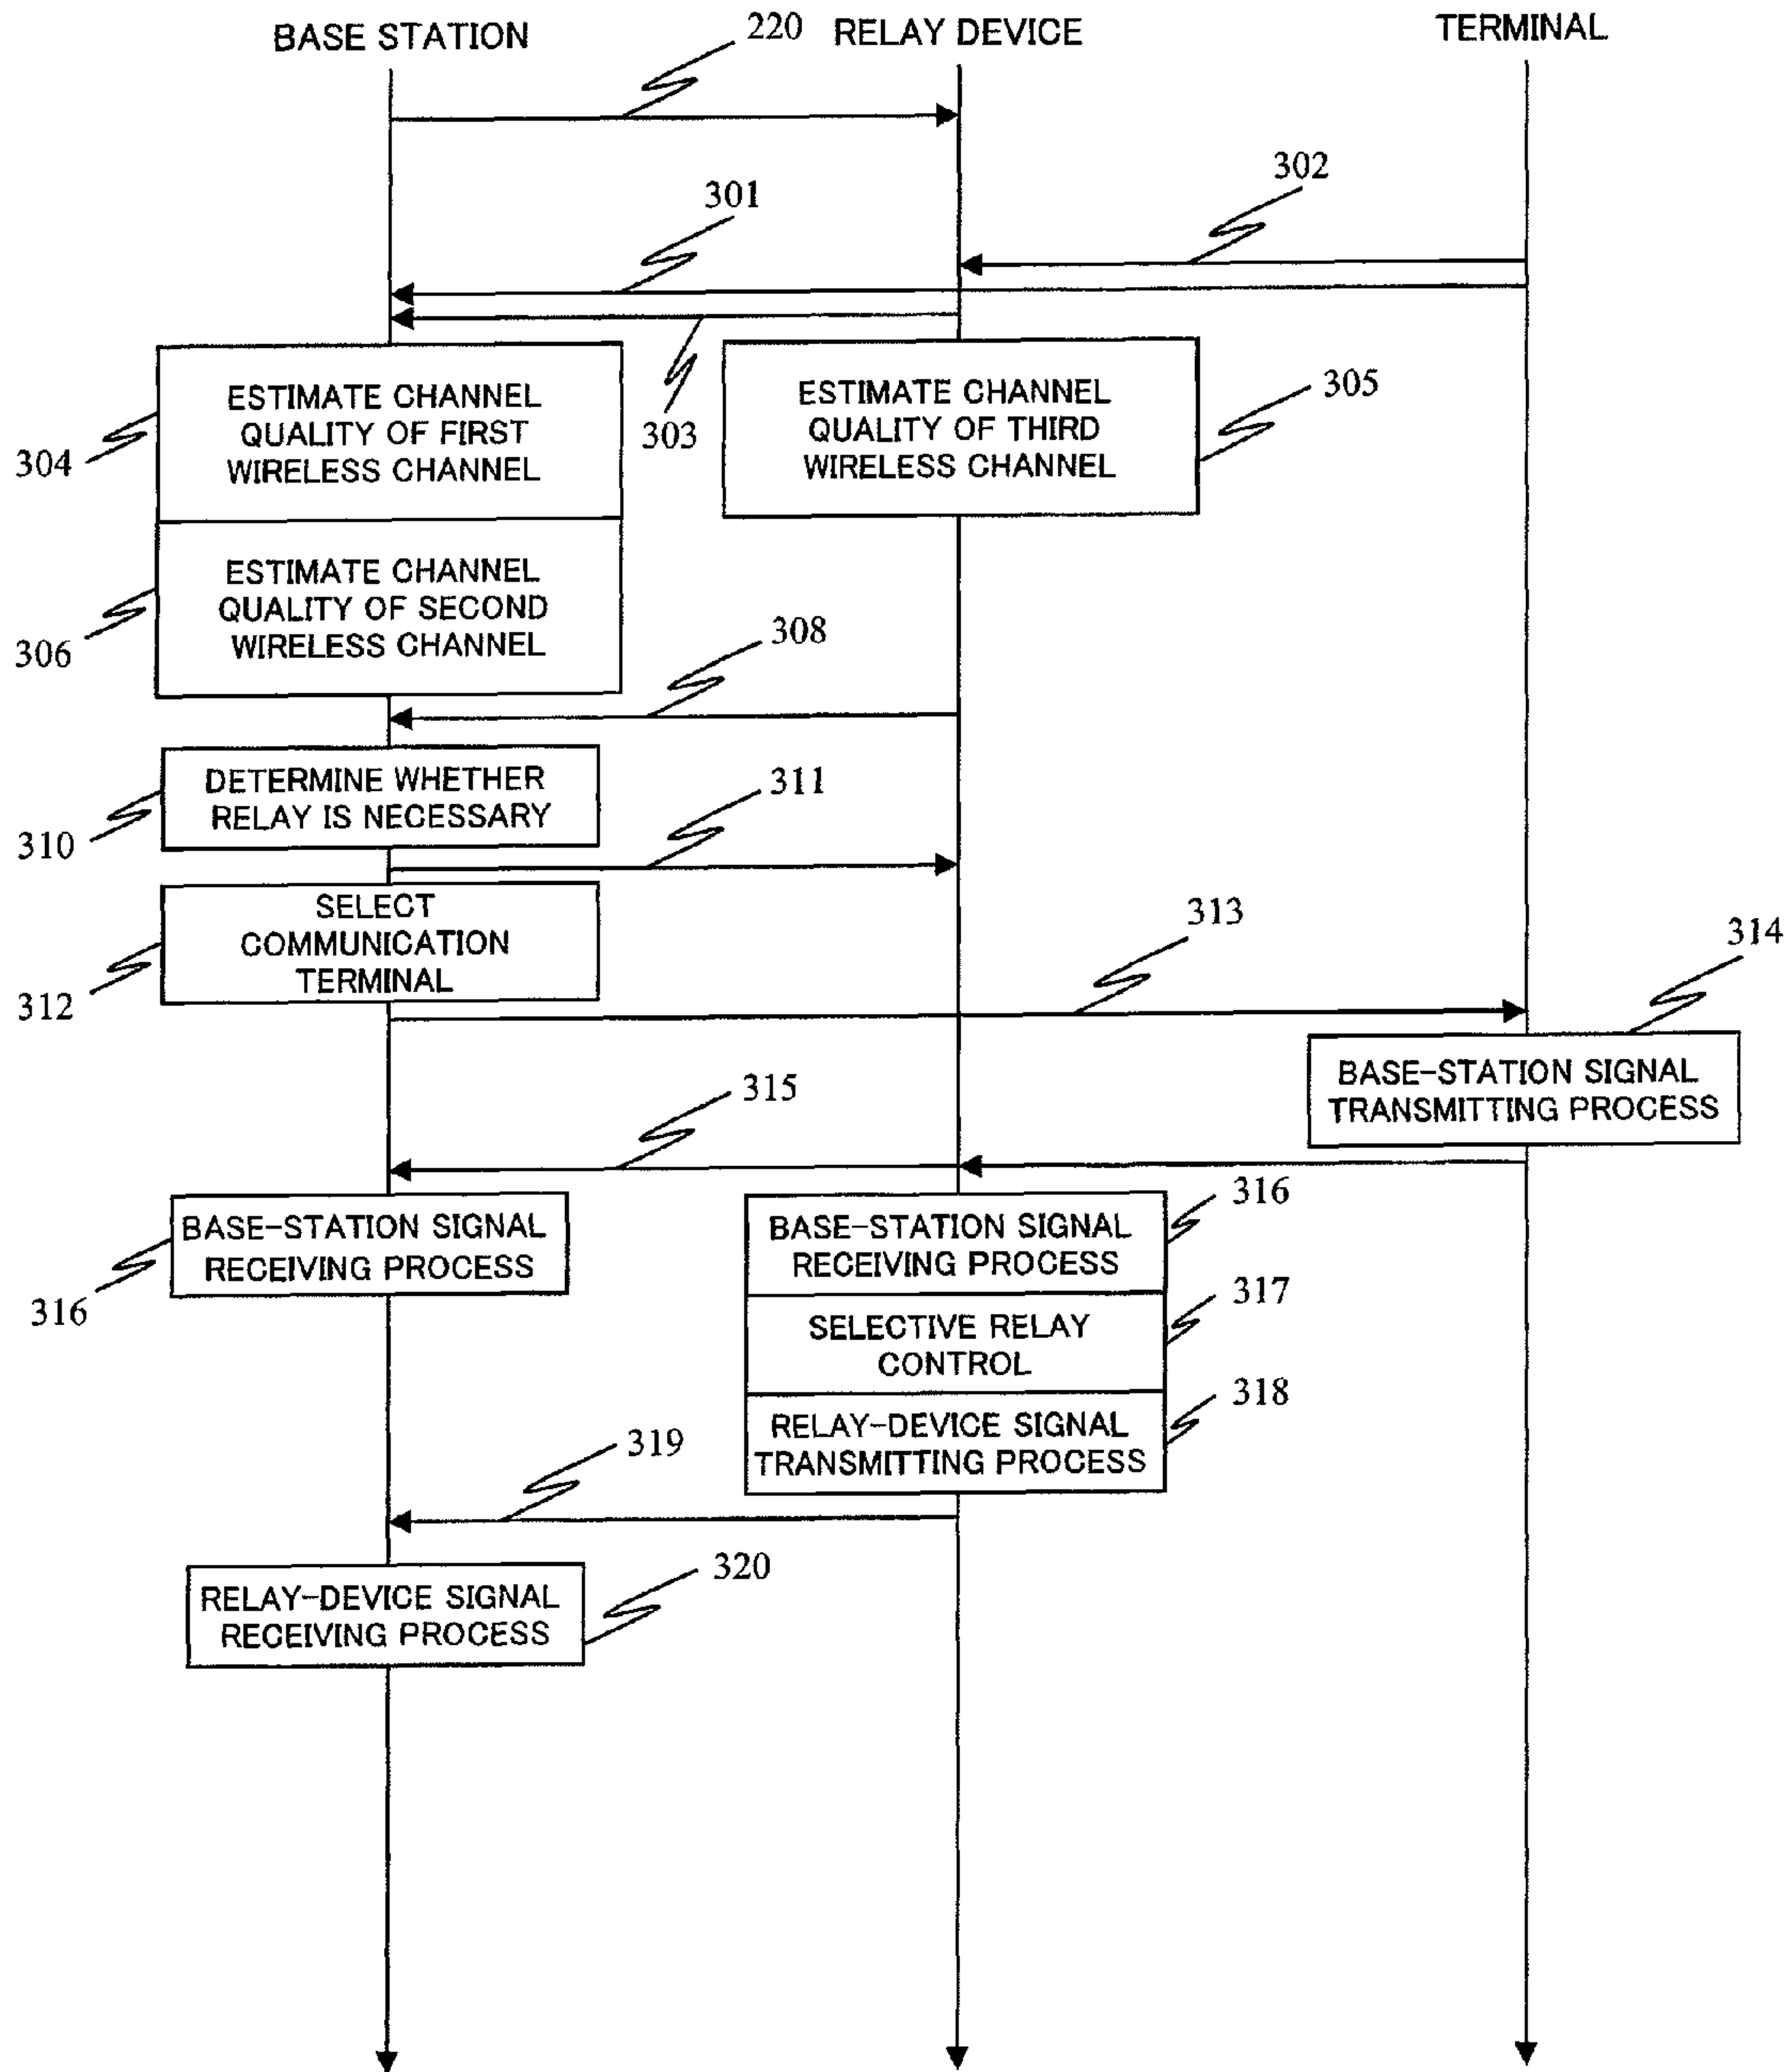 BASE STATION
220
RELAY DEVICE
TERMINAL
301
302
303
ESTIMATE CHANNEL
QUALITY OF FIRST
WIRELESS CHANNEL
304
ESTIMATE CHANNEL
QUALITY OF THIRD
WIRELESS CHANNEL
305
ESTIMATE CHANNEL
QUALITY OF SECOND
WIRELESS CHANNEL
306
308
DETERMINE WHETHER
RELAY IS NECESSARY
310
311
SELECT
COMMUNICATION
TERMINAL
312
313
314
BASE-STATION SIGNAL
TRANSMITTING PROCESS
315
BASE-STATION SIGNAL
RECEIVING PROCESS
316
BASE-STATION SIGNAL
RECEIVING PROCESS
316
SELECTIVE RELAY
CONTROL
317
RELAY-DEVICE SIGNAL
TRANSMITTING PROCESS
318
319
RELAY-DEVICE SIGNAL
RECEIVING PROCESS
320